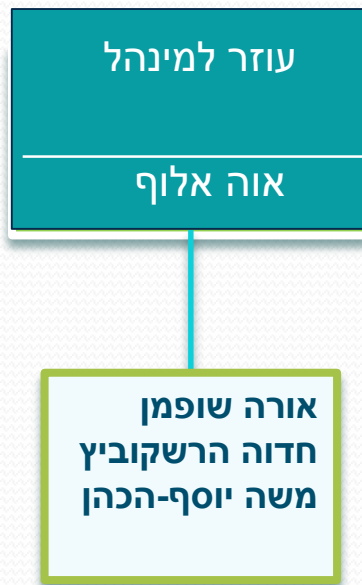 עוזר למינהל
אוה אלוף
אורה שופמן
חדוה הרשקוביץ
משה יוסף-הכהן